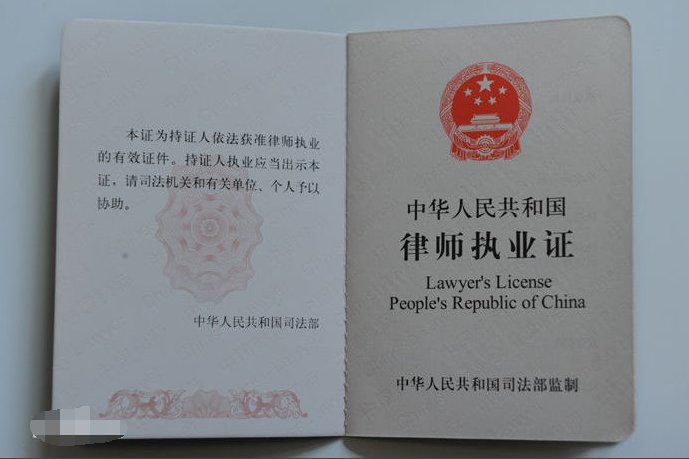 本证为持证人依法获准律师执业
的有效证件。持证人执业应当出示本
证，请司法机关和有关单位、个人予以
协助。
中华人民共和国司法部
中华人民共和国
律师执业证
Lawyer's License
People's Republic of China
中华人民共和国司法部监制